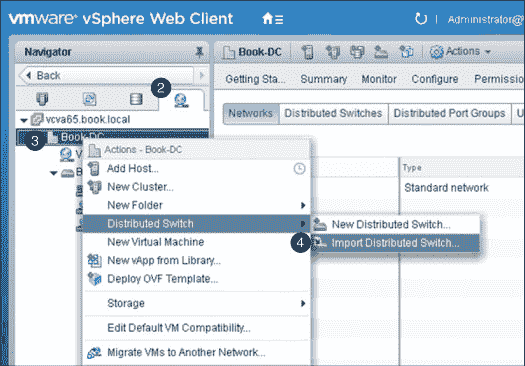 vmware® vSphere Web Client
Administrator@
Navigator
Back
2
vcva65.book.local
3
Book-DC
Book-DC
Actions
Getting Sta... Summary Monitor Configure Permissio
Networks Distributed Switches Distributed Port Groups U
Type
Standard network
Actions - Book-DC
Add Host...
New Cluster...
New Folder
Distributed Switch
New Virtual Machine
New vApp from Library...
Deploy OVF Template...
Storage
Edit Default VM Compatibility...
Migrate VMs to Another Network...
New Distributed Switch...
4
Import Distributed Switch...